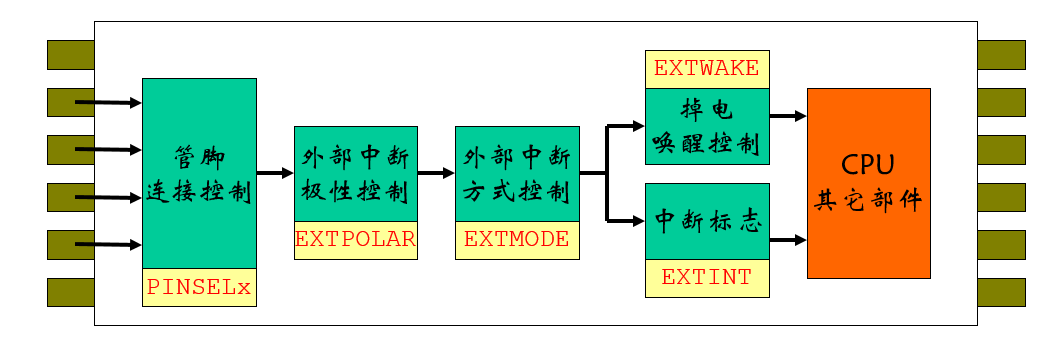 管脚
连接控制
PINSELx
外部中断
极性控制
EXTPOLAR
外部中断
方式控制
EXTMODE
EXTWAKE
掉电
唤醒控制
中断标志
EXTINT
CPU
其它部件